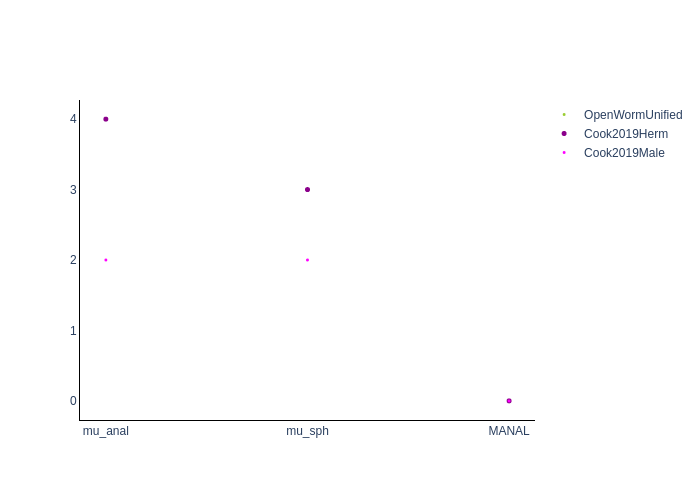 4
3
2
1
0
mu_anal
mu_sph
MANAL
OpenWormUnified
Cook2019Herm
Cook2019Male